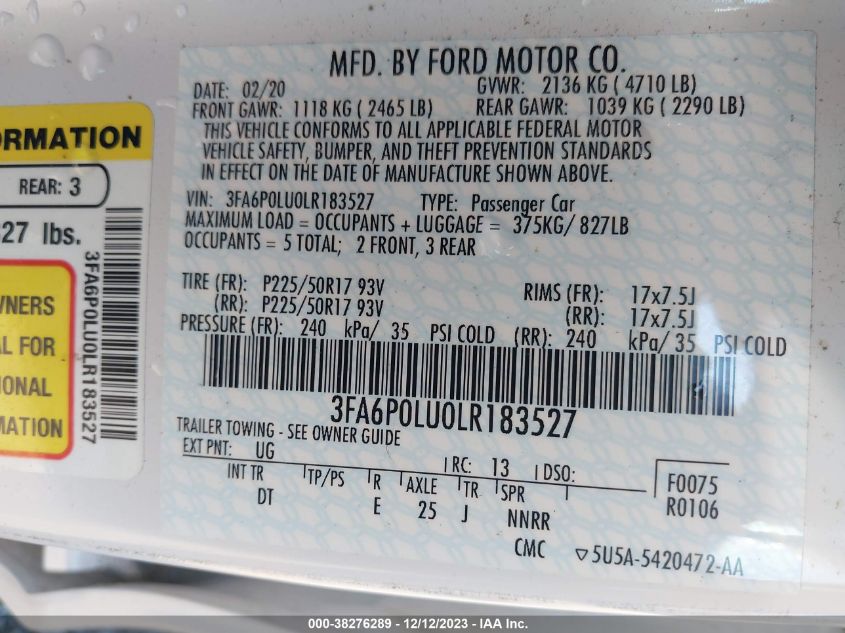 MFD. BY FORD MOTOR CO.
DATE: 02/20 GVWR: 2136 KG ( 4710 LB)
FRONT GAWR: 1118 KG ( 2465 LB) REAR GAWR: 1039 KG ( 2290 LB)
THIS VEHICLE CONFORMS TO ALL APPLICABLE FEDERAL MOTOR
VEHICLE SAFETY, BUMPER, AND THEFT PREVENTION STANDARDS
IN EFFECT ON THE DATE OF MANUFACTURE SHOWN ABOVE.
VIN: 3FA6P0LU0LR183527 TYPE: Passenger Car
MAXIMUM LOAD = OCCUPANTS + LUGGAGE = 375KG/ 827LB
OCCUPANTS = 5 TOTAL; 2 FRONT, 3 REAR
TIRE (FR): P225/50R17 93V RIMS (FR): 17x7.5J
(RR): P225/50R17 93V (RR): 17x7.5J
PRESSURE (FR): 240 kPa/ 35 PSI COLD (RR): 240 kPa/ 35 PSI COLD
3FA6P0LU0LR183527
TRAILER TOWING - SEE OWNER GUIDE
EXT PNT: UG RC: 13 DSO: F0075
INT TR TP/PS R AXLE TR SPR R0106
DT E 25 J NNRR
CMC ▽5U5A-5420472-AA
ORMATION
REAR: 3
27 lbs.
WNERS
AL FOR
IONAL
MATION
3FA6P0LU0LR183527
000-38276289 - 12/12/2023 - IAA Inc.